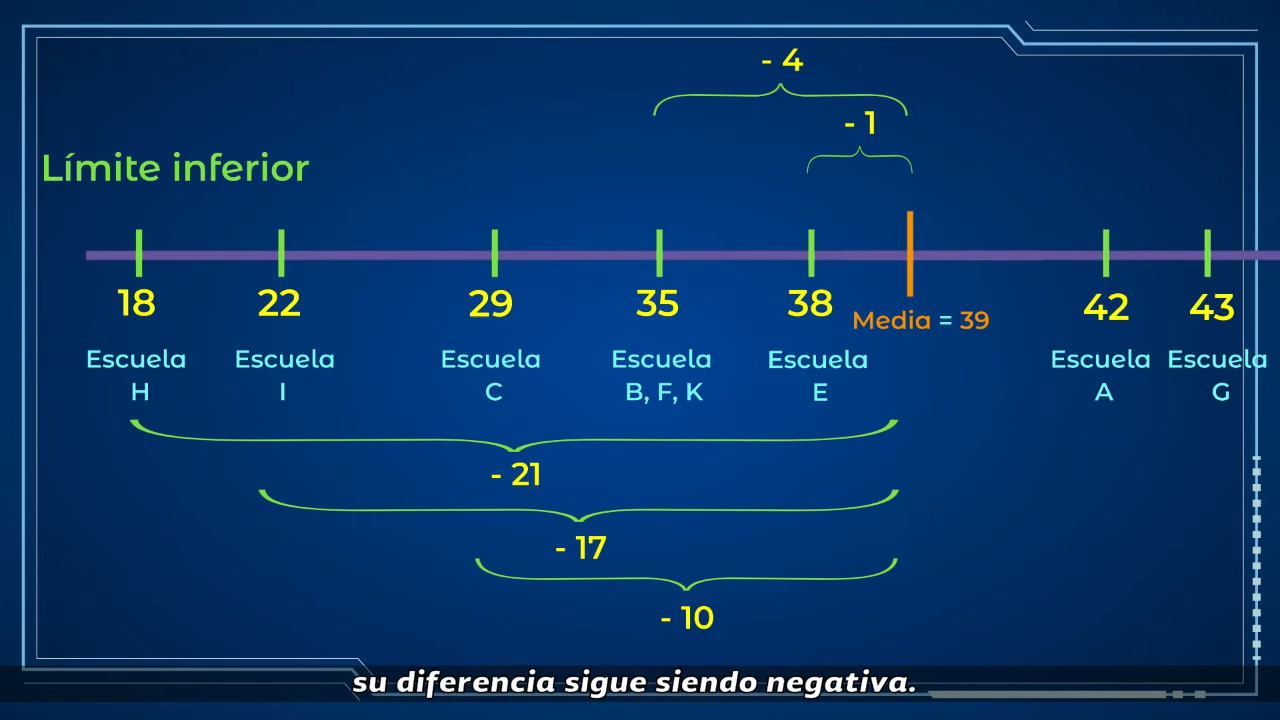 - 4
- 1
Límite inferior
18 22 29 35 38 42 43
Media = 39
Escuela Escuela Escuela Escuela Escuela Escuela Escuela
H I C B, F, K E A G
- 21
- 17
- 10
su diferencia sigue siendo negativa.